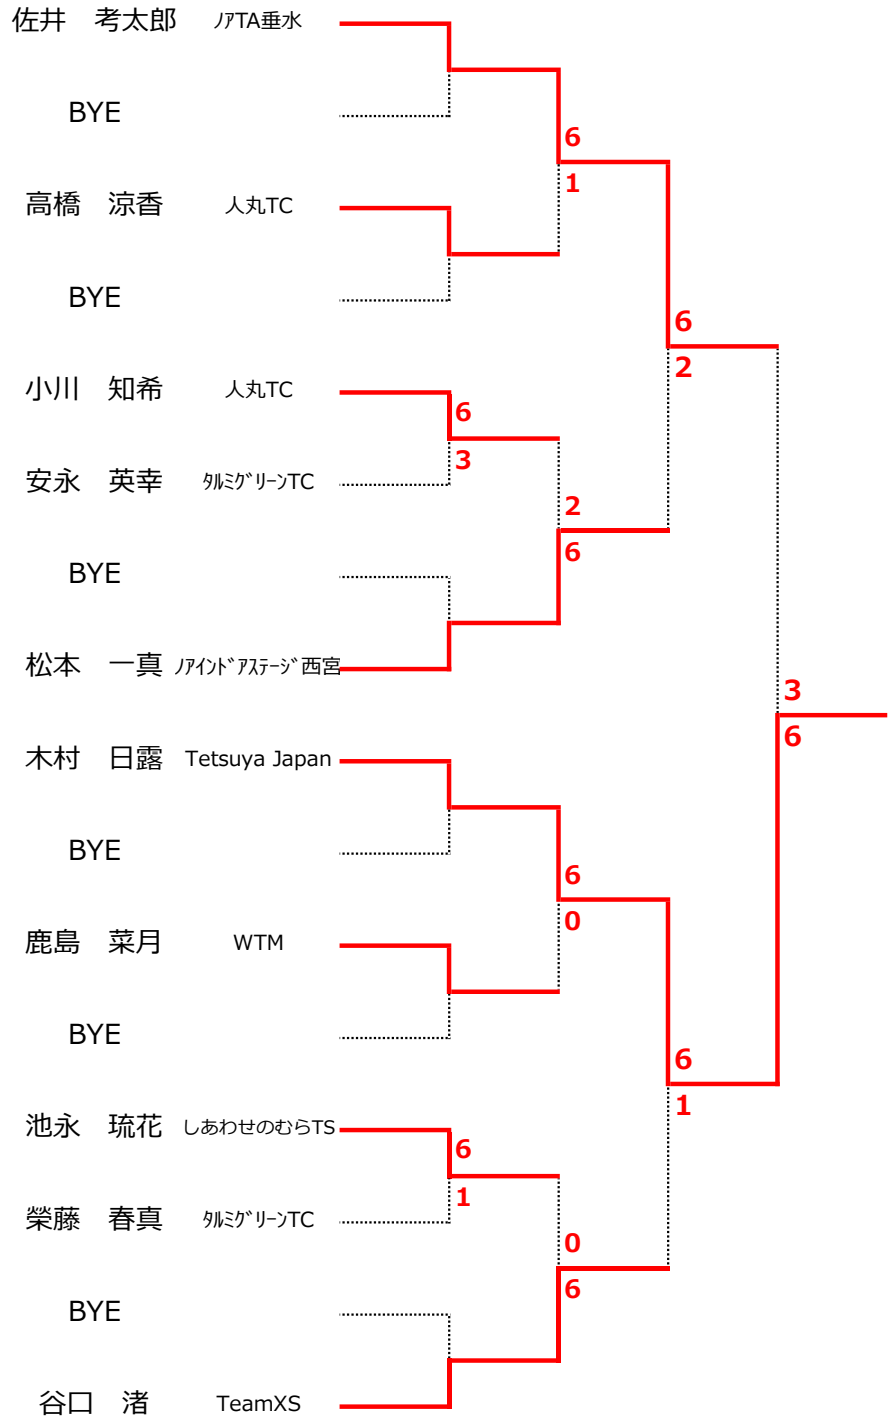 佐井　考太郎 ﾉｱTA垂水
BYE
6
高橋　涼香 人丸TC
1
BYE
6
2
小川　知希 人丸TC
6
3
安永　英幸 ﾀﾙﾐｸﾞﾘｰﾝTC
2
6
BYE
松本　一真 ﾉｱｲﾝﾄﾞｱｽﾃｰｼﾞ西宮
3
6
木村　日露 Tetsuya Japan
BYE
6
0
鹿島　菜月 WTM
BYE
6
1
池永　琉花 しあわせのむらTS
6
1
榮藤　春真 ﾀﾙﾐｸﾞﾘｰﾝTC
0
6
BYE
谷口　渚 TeamXS